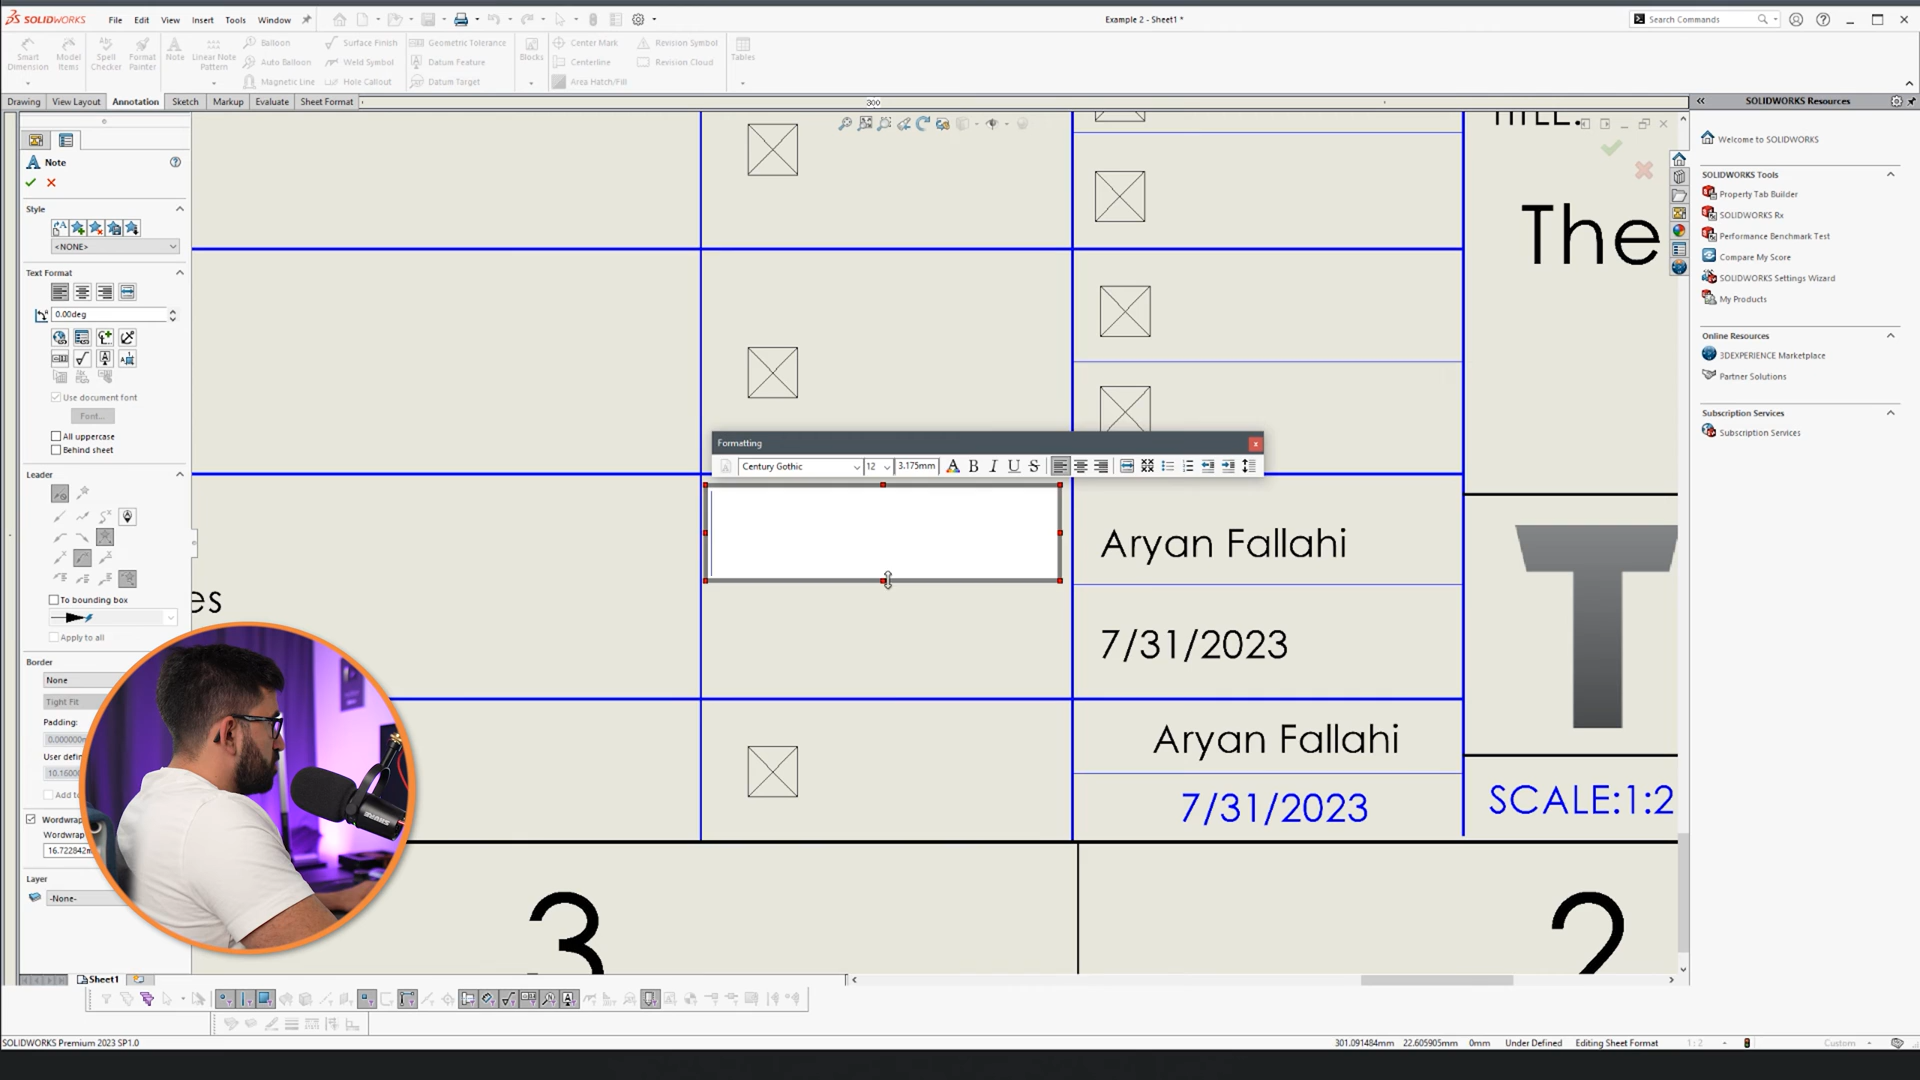 SOLIDWORKS File Edit View Insert Tools Window
Example 2 - Sheet1 *
Search Commands
Smart Dimension
Model Items
Spell Checker
Format Painter
Note
Linear Note Pattern
Balloon
Auto Balloon
Magnetic Line
Surface Finish
Weld Symbol
Hole Callout
Geometric Tolerance
Datum Feature
Datum Target
Blocks
Center Mark
Centerline
Area Hatch/Fill
Revision Symbol
Revision Cloud
Tables
Drawing View Layout Annotation Sketch Markup Evaluate Sheet Format
300
Note
Style
<NONE>
Text Format
0.00deg
Use document font
Font...
All uppercase
Behind sheet
Leader
To bounding box
Apply to all
Border
None
Tight Fit
Padding:
Wordwrap
Wordwrap
Layer
-None-
Formatting
Century Gothic 12 3.175mm
Aryan Fallahi
7/31/2023
Aryan Fallahi
7/31/2023
The
T
SCALE:1:2
3
2
SOLIDWORKS Resources
Welcome to SOLIDWORKS
SOLIDWORKS Tools
Property Tab Builder
SOLIDWORKS Rx
Performance Benchmark Test
Compare My Score
SOLIDWORKS Settings Wizard
My Products
Online Resources
3DEXPERIENCE Marketplace
Partner Solutions
Subscription Services
Subscription Services
Sheet1
SOLIDWORKS Premium 2023 SP1.0
301.091484mm 22.605905mm 0mm Under Defined Editing Sheet Format 1:2 Custom